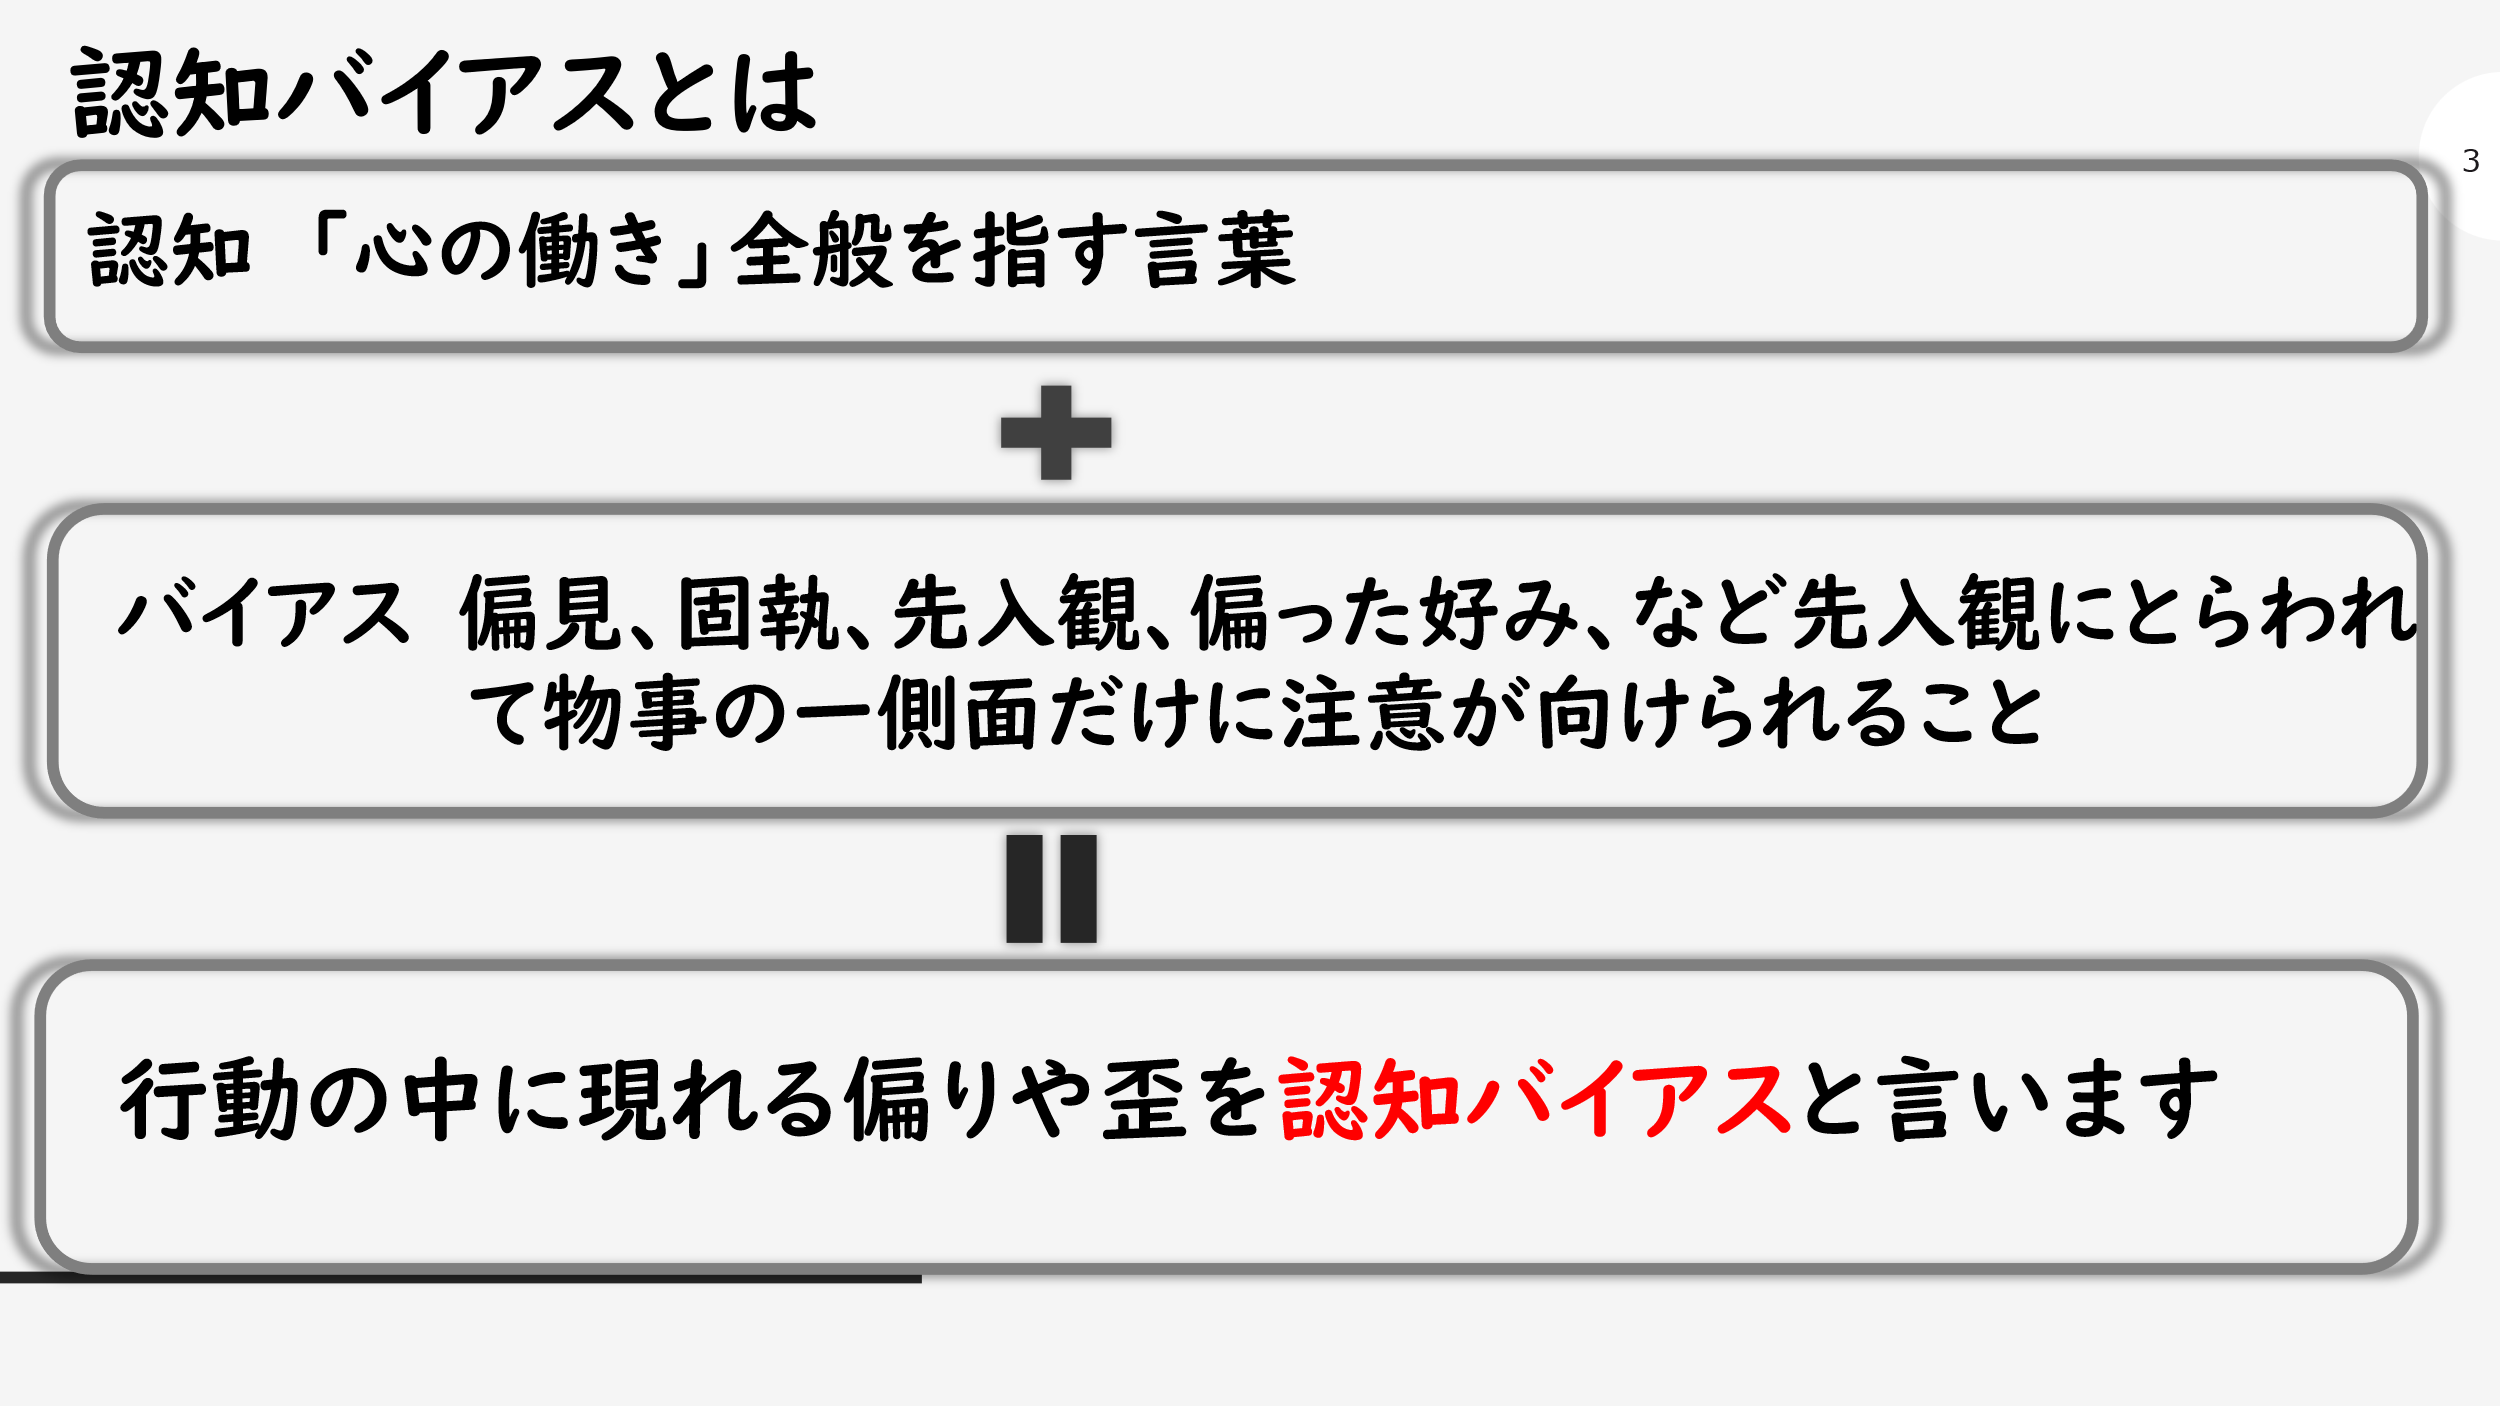 認知バイアスとは
3
認知 「心の働き」全般を指す言葉
バイアス 偏見、固執、先入観、偏った好み、など先入観にとらわれ
て物事の一側面だけに注意が向けられること
行動の中に現れる偏りや歪を認知バイアスと言います